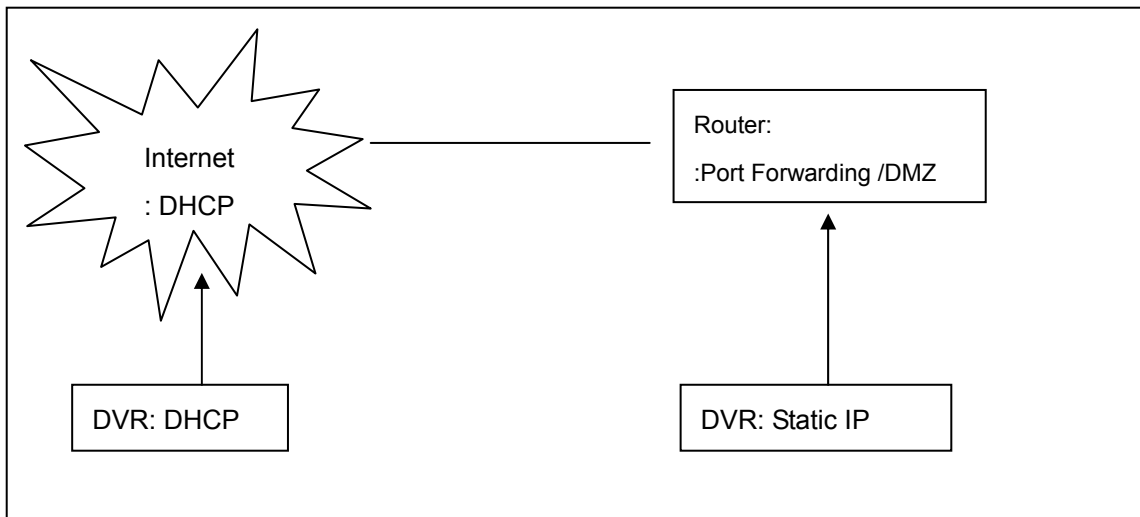 Internet
: DHCP
Router:
:Port Forwarding /DMZ
DVR: DHCP
DVR: Static IP